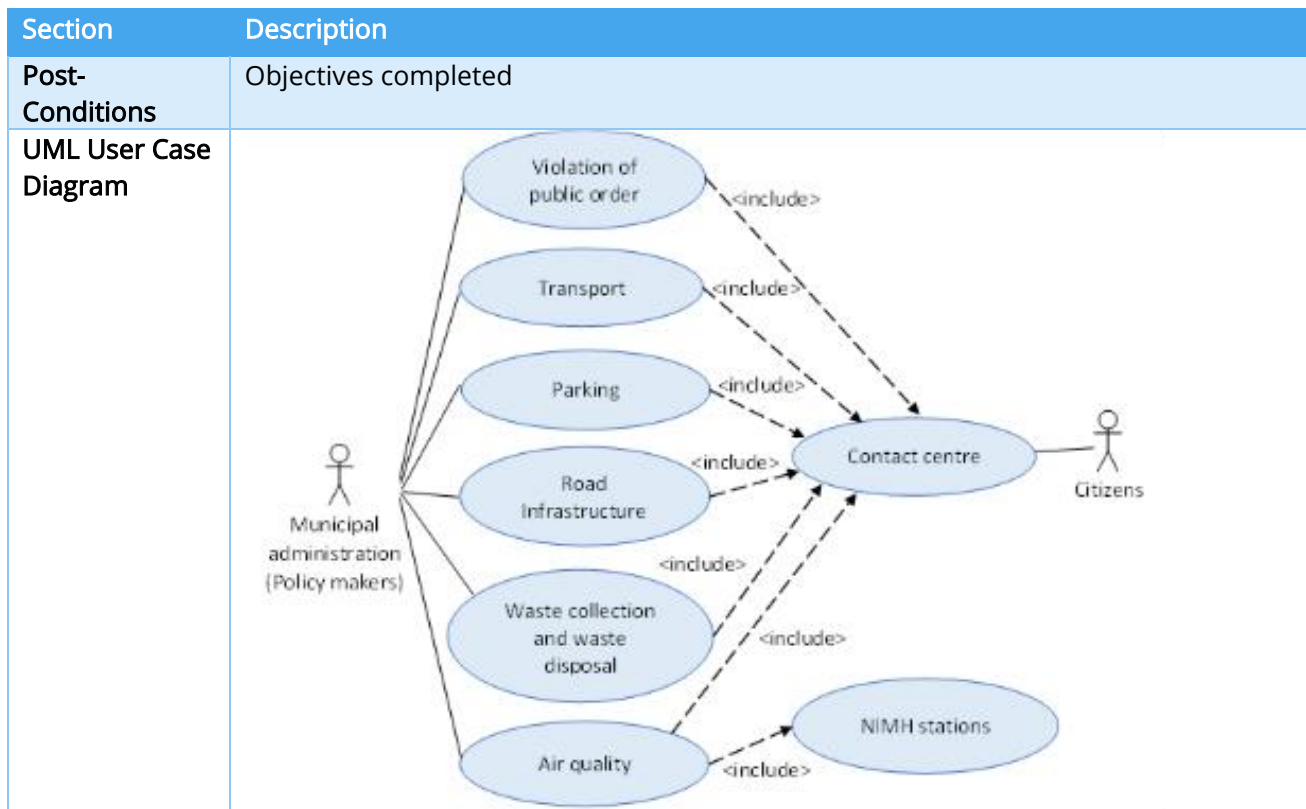 Section
Description
Post-
Conditions
Objectives completed
UML User Case
Diagram
Violation of
public order
<include>
Transport
<include>
Parking
<include>
Road
Infrastructure
<include>
Contact centre
Citizens
Municipal
administration
(Policy makers)
<include>
Waste collection
and waste
disposal
<include>
NIMH stations
Air quality
<include>